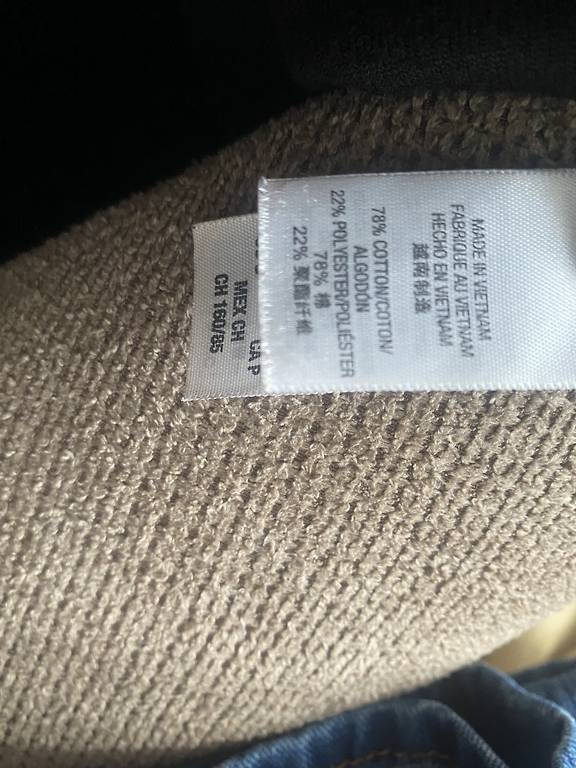 MADE IN VIETNAM
FABRIQUE AU VIETNAM
HECHO EN VIETNAM
越南制造
78% COTTON/COTON/
ALGODÓN
22% POLYESTER/POLIÉSTER
78% 棉
22% 聚酯纤维
CA P
MEX CH
CH 160/85